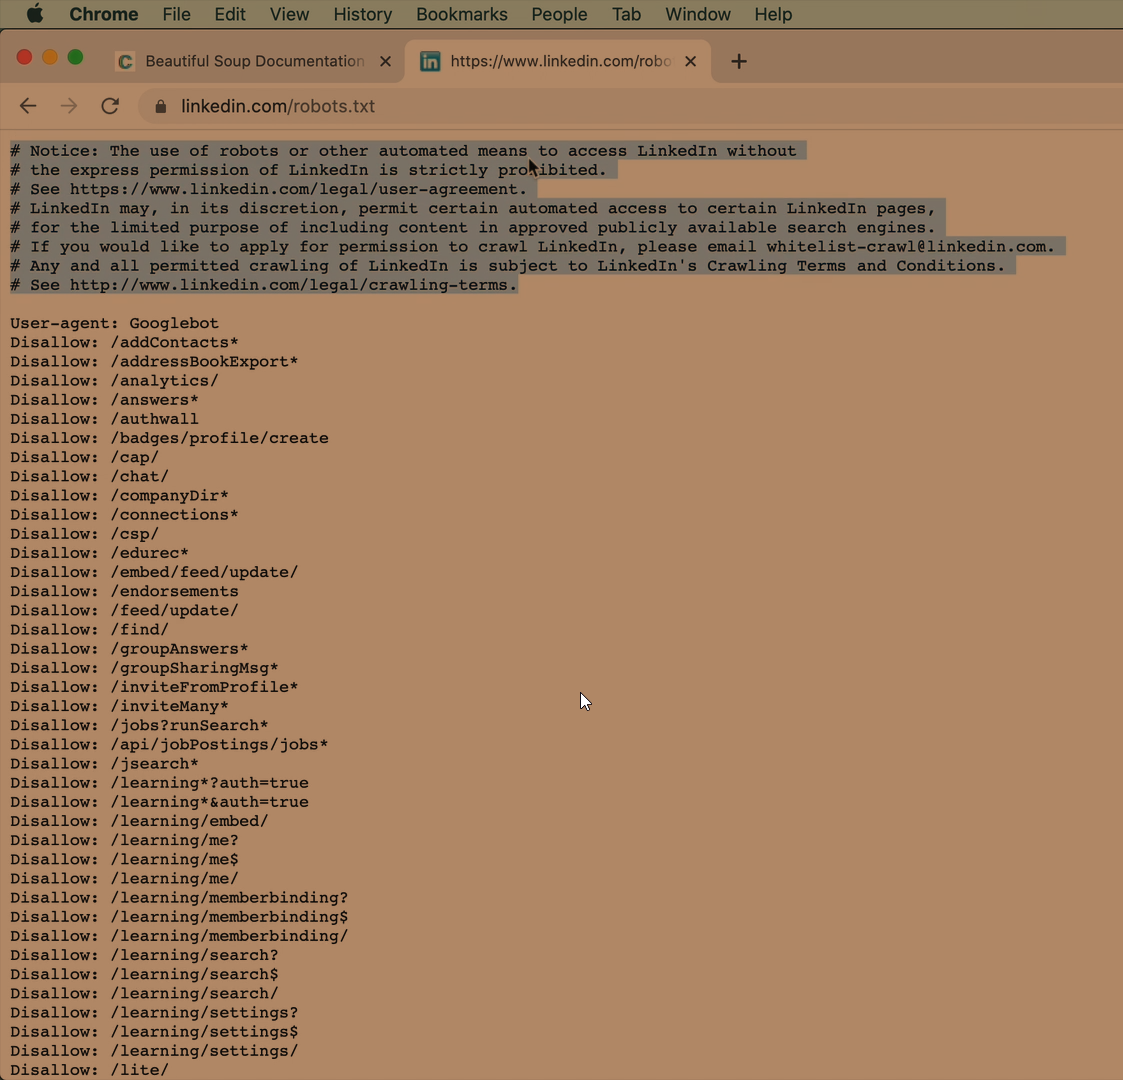 Chrome File Edit View History Bookmarks People Tab Window Help
Beautiful Soup Documentation https://www.linkedin.com/robo
linkedin.com/robots.txt
# Notice: The use of robots or other automated means to access LinkedIn without
# the express permission of LinkedIn is strictly prohibited.
# See https://www.linkedin.com/legal/user-agreement.
# LinkedIn may, in its discretion, permit certain automated access to certain LinkedIn pages,
# for the limited purpose of including content in approved publicly available search engines.
# If you would like to apply for permission to crawl LinkedIn, please email whitelist-crawl@linkedin.com.
# Any and all permitted crawling of LinkedIn is subject to LinkedIn's Crawling Terms and Conditions.
# See http://www.linkedin.com/legal/crawling-terms.
User-agent: Googlebot
Disallow: /addContacts*
Disallow: /addressBookExport*
Disallow: /analytics/
Disallow: /answers*
Disallow: /authwall
Disallow: /badges/profile/create
Disallow: /cap/
Disallow: /chat/
Disallow: /companyDir*
Disallow: /connections*
Disallow: /csp/
Disallow: /edurec*
Disallow: /embed/feed/update/
Disallow: /endorsements
Disallow: /feed/update/
Disallow: /find/
Disallow: /groupAnswers*
Disallow: /groupSharingMsg*
Disallow: /inviteFromProfile*
Disallow: /inviteMany*
Disallow: /jobs?runSearch*
Disallow: /api/jobPostings/jobs*
Disallow: /jsearch*
Disallow: /learning*?auth=true
Disallow: /learning*&auth=true
Disallow: /learning/embed/
Disallow: /learning/me?
Disallow: /learning/me$
Disallow: /learning/me/
Disallow: /learning/memberbinding?
Disallow: /learning/memberbinding$
Disallow: /learning/memberbinding/
Disallow: /learning/search?
Disallow: /learning/search$
Disallow: /learning/search/
Disallow: /learning/settings?
Disallow: /learning/settings$
Disallow: /learning/settings/
Disallow: /lite/